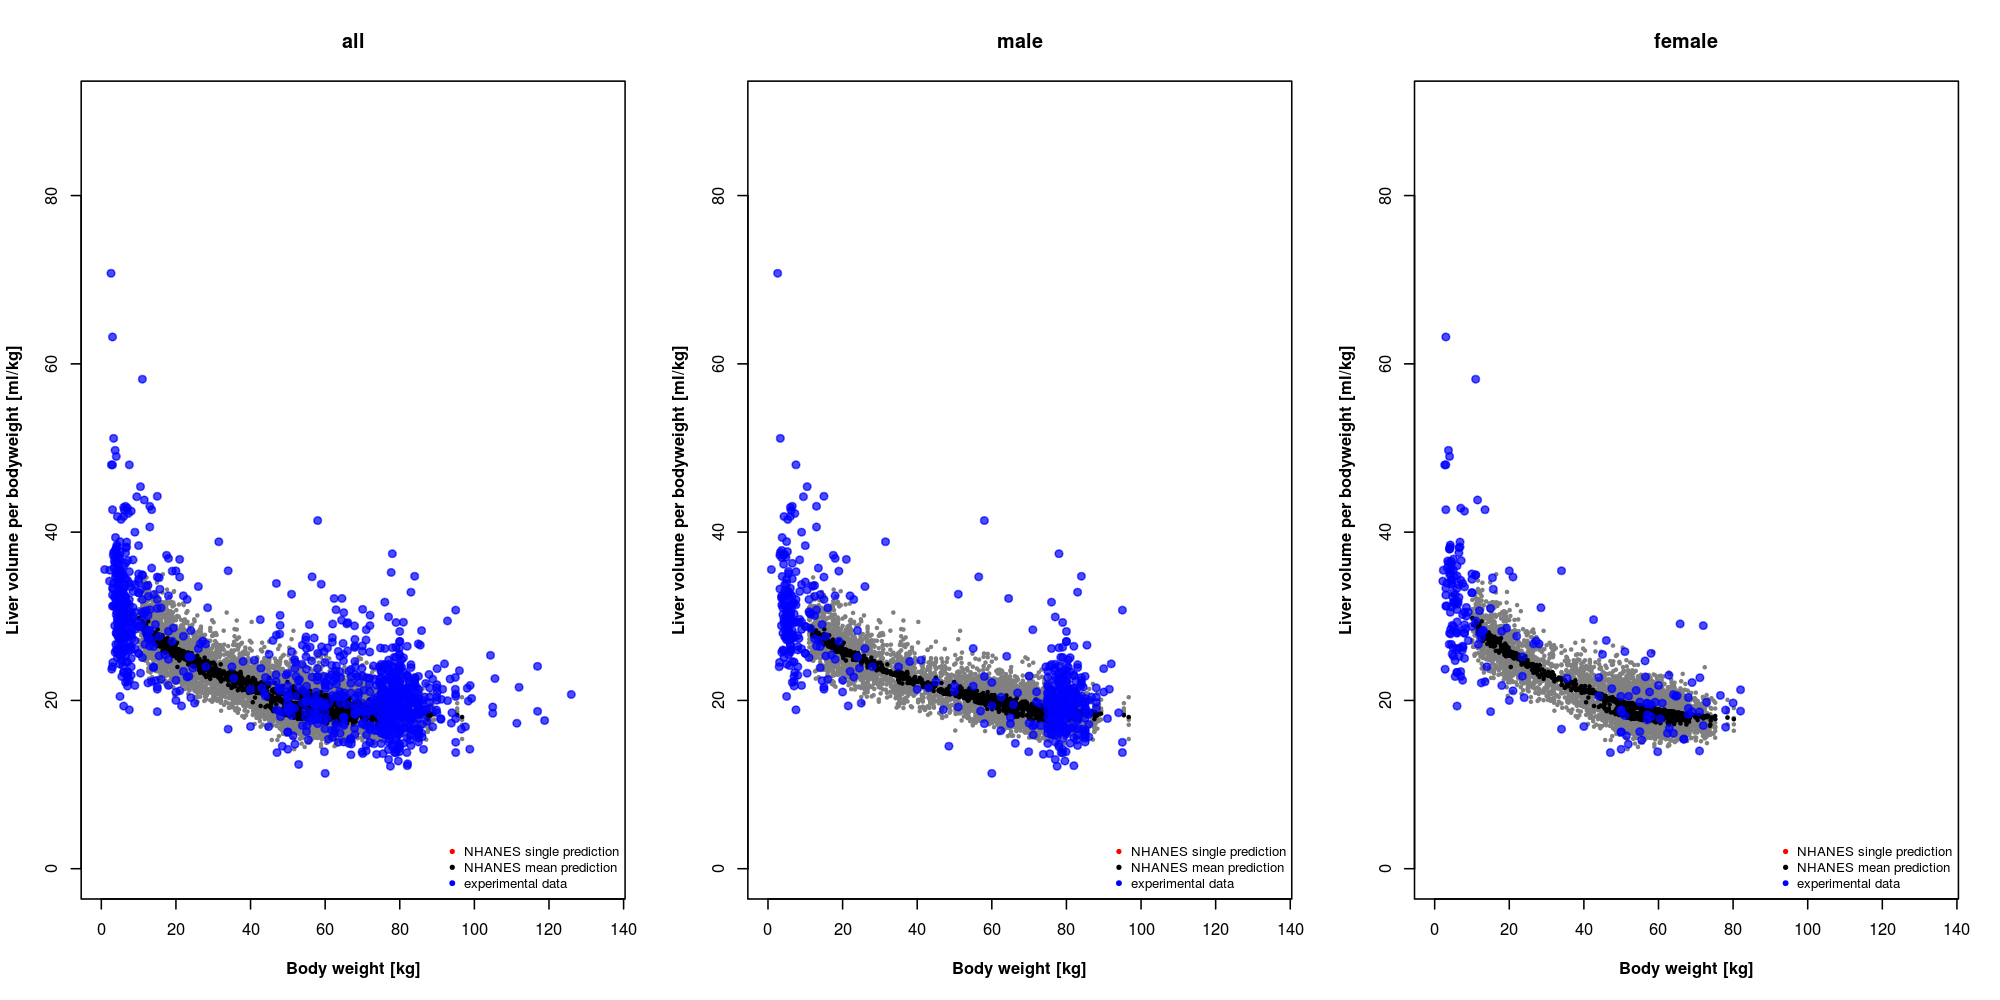 all
male
female
Liver volume per bodyweight [ml/kg]
80
60
40
20
0
0 20 40 60 80 100 120 140
Body weight [kg]
NHANES single prediction
NHANES mean prediction
experimental data
Liver volume per bodyweight [ml/kg]
80
60
40
20
0
0 20 40 60 80 100 120 140
Body weight [kg]
NHANES single prediction
NHANES mean prediction
experimental data
Liver volume per bodyweight [ml/kg]
80
60
40
20
0
0 20 40 60 80 100 120 140
Body weight [kg]
NHANES single prediction
NHANES mean prediction
experimental data